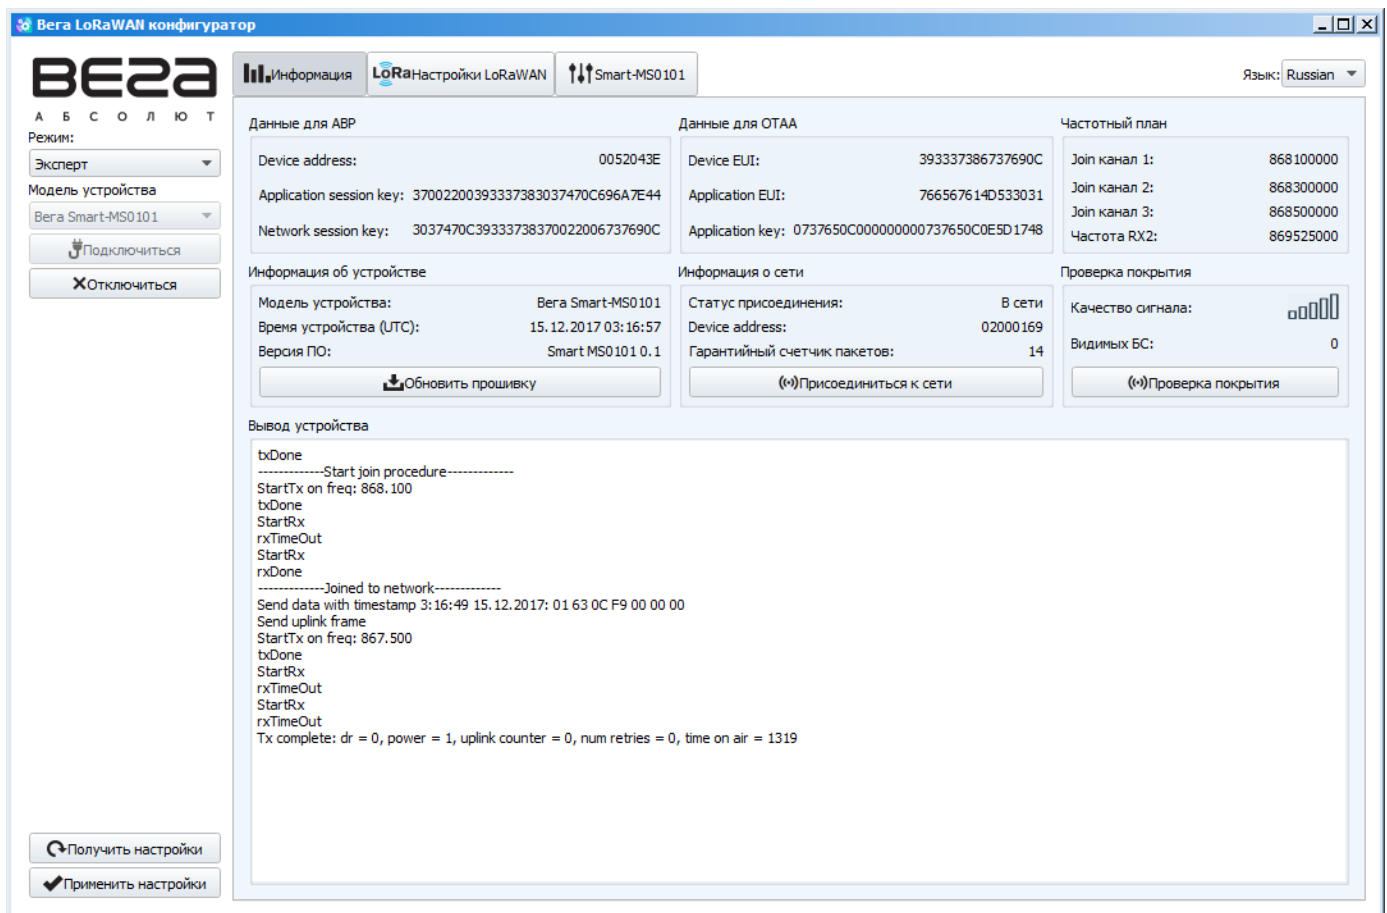 Вега LoRaWAN конфигуратор
ВЕГА
АБСОЛЮТ
Режим:
Эксперт
Модель устройства
Вега Smart-MS0101
Подключиться
Отключиться
Получить настройки
Применить настройки
Информация
LoRa Настройки LoRaWAN
Smart-MS0101
Язык: Russian
Данные для ABP
Device address: 0052043E
Application session key: 37002200393337383037470C696A7E44
Network session key: 3037470C39333738370022006737690C
Данные для OTAA
Device EUI: 393337386737690C
Application EUI: 766567614D533031
Application key: 0737650C000000000737650C0E5D1748
Частотный план
Join канал 1: 868100000
Join канал 2: 868300000
Join канал 3: 868500000
Частота RX2: 869525000
Информация об устройстве
Модель устройства: Вега Smart-MS0101
Время устройства (UTC): 15.12.2017 03:16:57
Версия ПО: Smart MS0101 0.1
Обновить прошивку
Информация о сети
Статус присоединения: В сети
Device address: 02000169
Гарантийный счетчик пакетов: 14
Присоединиться к сети
Проверка покрытия
Качество сигнала:
Видимых БС: 0
Проверка покрытия
Вывод устройства
txDone
-------------Start join procedure-------------
StartTx on freq: 868.100
txDone
StartRx
rxTimeOut
StartRx
rxDone
-------------Joined to network-------------
Send data with timestamp 3:16:49 15.12.2017: 01 63 0C F9 00 00 00
Send uplink frame
StartTx on freq: 867.500
txDone
StartRx
rxTimeOut
StartRx
rxTimeOut
Tx complete: dr = 0, power = 1, uplink counter = 0, num retries = 0, time on air = 1319